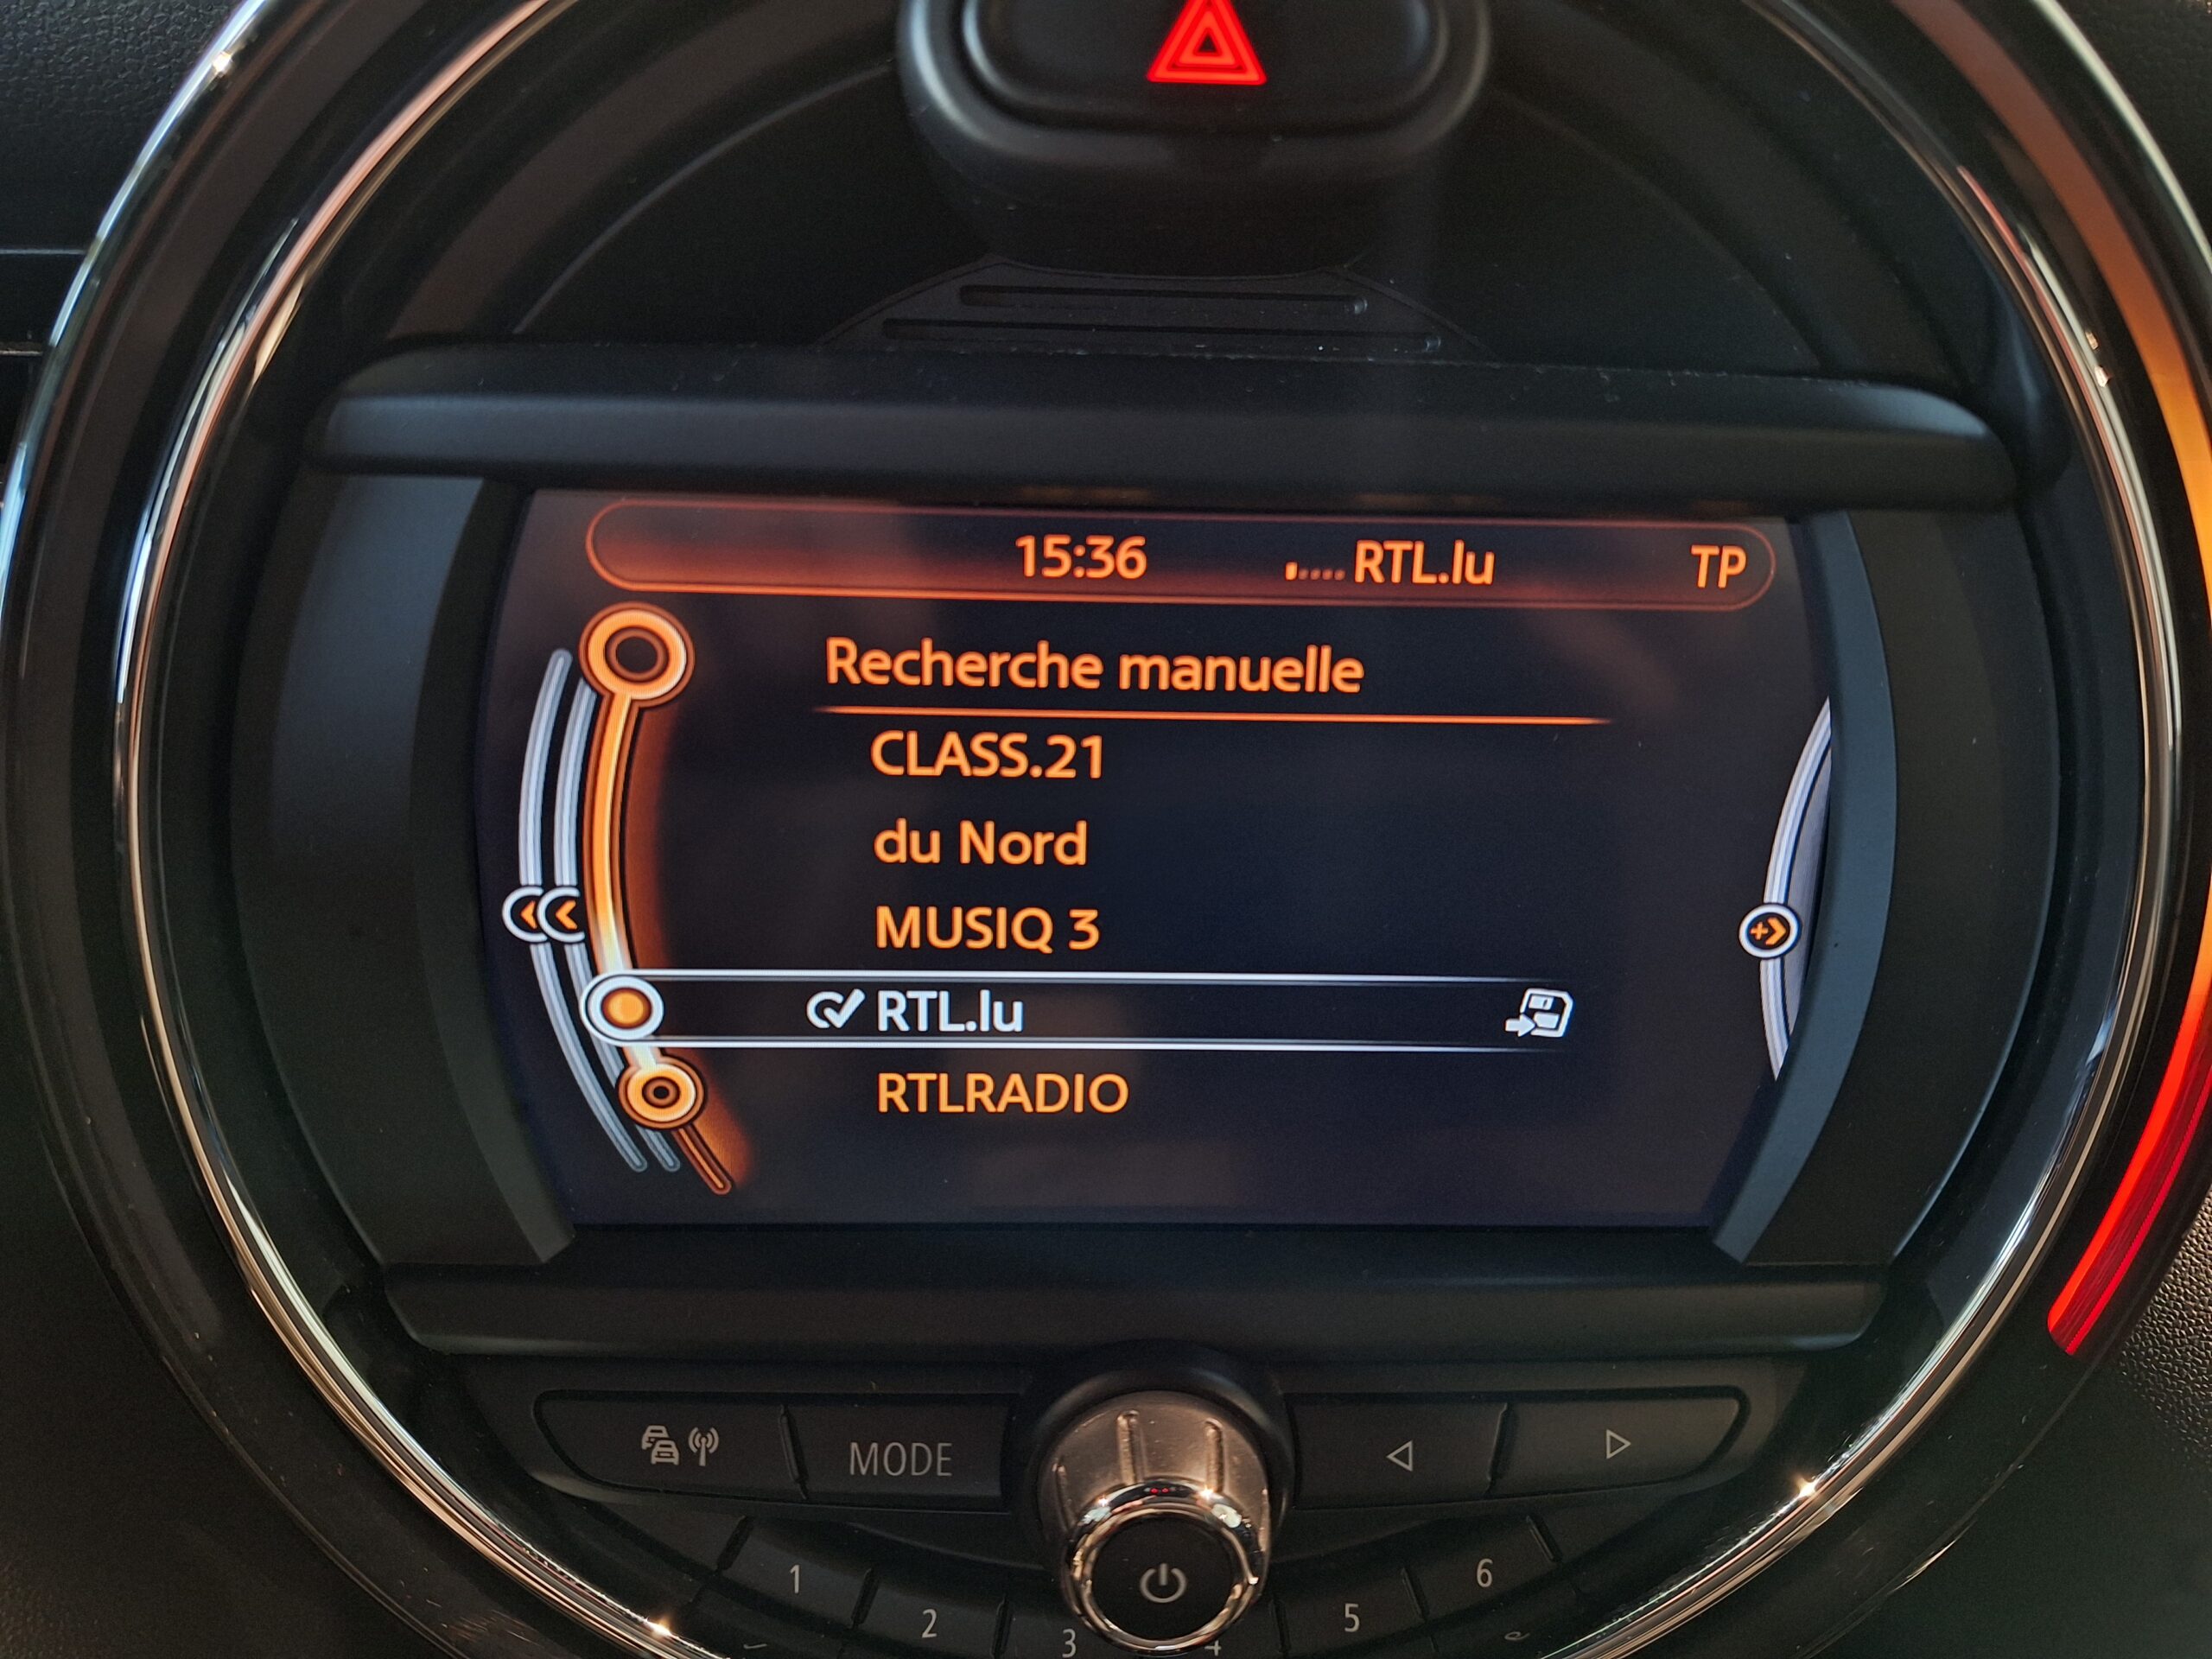 15:36 RTL.lu TP
Recherche manuelle
CLASS.21
du Nord
MUSIQ 3
RTL.lu
RTLRADIO
MODE
1 2 3 4 5 6